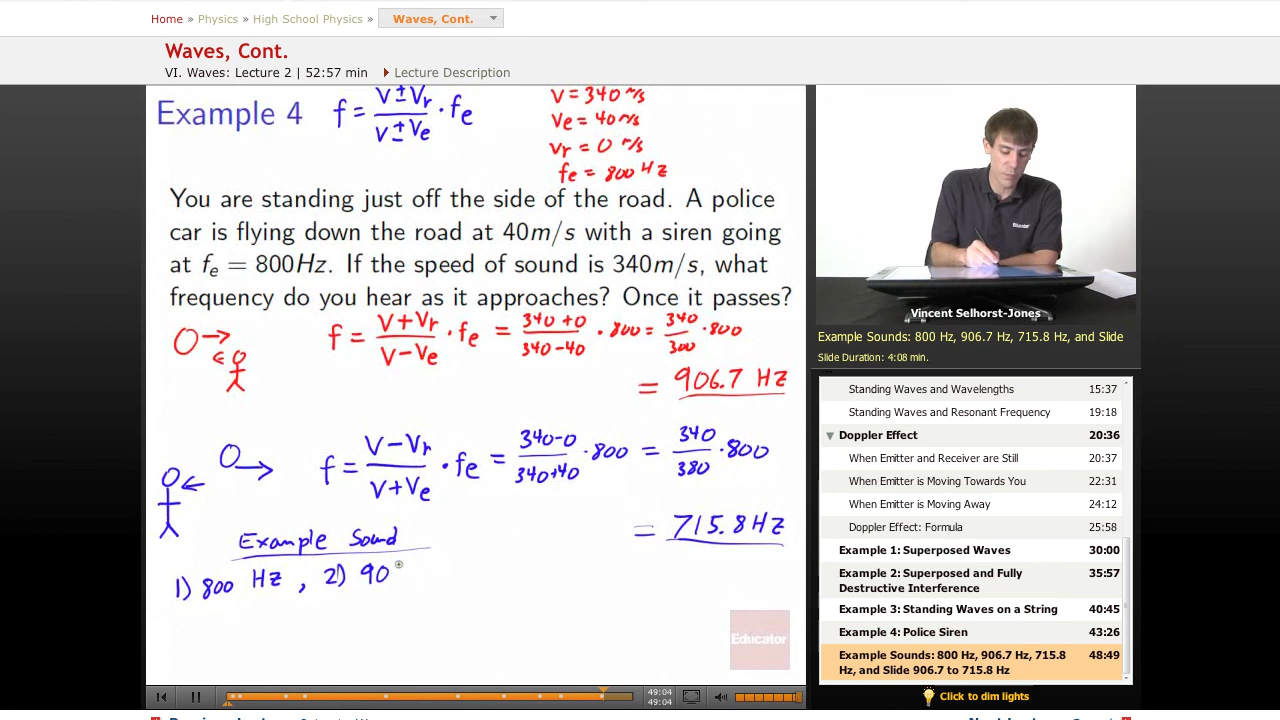 Home » Physics » High School Physics » Waves, Cont.
Waves, Cont.
VI. Waves: Lecture 2 | 52:57 min Lecture Description
Example 4 f = V ± Vr / V ± Ve · fe
V = 340 m/s
Ve = 40 m/s
Vr = 0 m/s
fe = 800 Hz
You are standing just off the side of the road. A police
car is flying down the road at 40m/s with a siren going
at fe = 800Hz. If the speed of sound is 340m/s, what
frequency do you hear as it approaches? Once it passes?
f = V + Vr / V − Ve · fe = 340 + 0 / 340 − 40 · 800 = 340 / 300 · 800
= 906.7 Hz
f = V − Vr / V + Ve · fe = 340 − 0 / 340 + 40 · 800 = 340 / 380 · 800
= 715.8 Hz
Example Sound
1) 800 Hz, 2) 90
Educator
49:04
49:04
Educator
Vincent Selhorst-Jones
Example Sounds: 800 Hz, 906.7 Hz, 715.8 Hz, and Slide
Slide Duration: 4:08 min.
Standing Waves and Wavelengths 15:37
Standing Waves and Resonant Frequency 19:18
Doppler Effect 20:36
When Emitter and Receiver are Still 20:37
When Emitter is Moving Towards You 22:31
When Emitter is Moving Away 24:12
Doppler Effect: Formula 25:58
Example 1: Superposed Waves 30:00
Example 2: Superposed and Fully 35:57
Destructive Interference
Example 3: Standing Waves on a String 40:45
Example 4: Police Siren 43:26
Example Sounds: 800 Hz, 906.7 Hz, 715.8 48:49
Hz, and Slide 906.7 to 715.8 Hz
Click to dim lights